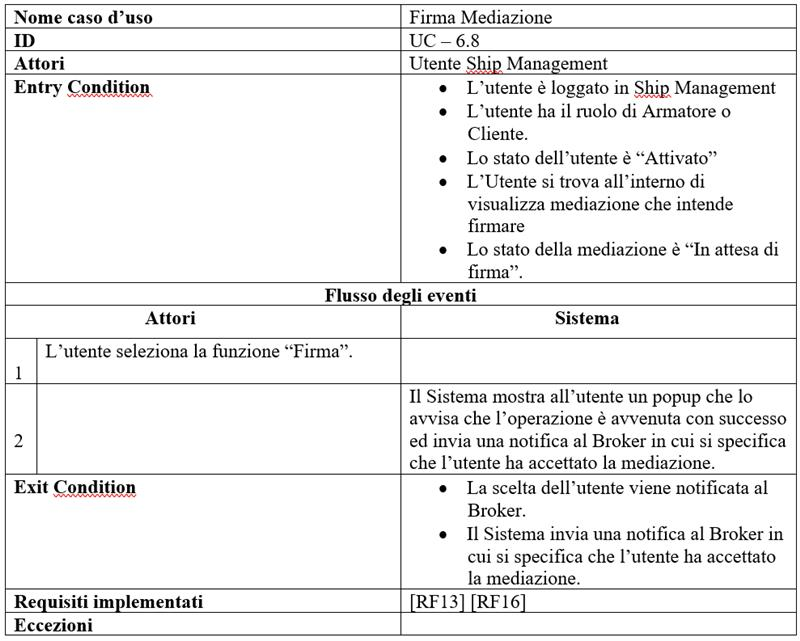 Nome caso d’uso
Firma Mediazione
ID
UC – 6.8
Attori
Utente Ship Management
Entry Condition
• L’utente è loggato in Ship Management
• L’utente ha il ruolo di Armatore o
Cliente.
• Lo stato dell’utente è “Attivato”
• L’Utente si trova all’interno di
visualizza mediazione che intende
firmare
• Lo stato della mediazione è “In attesa di
firma”.
Flusso degli eventi
Attori
Sistema
1
L’utente seleziona la funzione “Firma”.
2
Il Sistema mostra all’utente un popup che lo
avvisa che l’operazione è avvenuta con successo
ed invia una notifica al Broker in cui si specifica
che l’utente ha accettato la mediazione.
Exit Condition
• La scelta dell’utente viene notificata al
Broker.
• Il Sistema invia una notifica al Broker in
cui si specifica che l’utente ha accettato
la mediazione.
Requisiti implementati
[RF13] [RF16]
Eccezioni